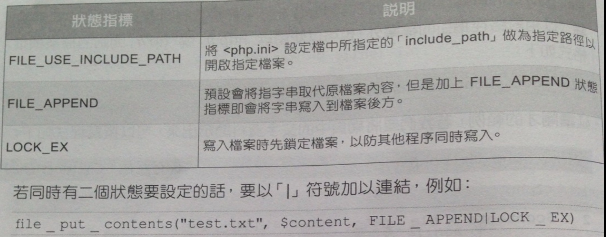 狀態指標 說明
FILE_USE_INCLUDE_PATH 將 <php.ini> 設定檔中所指定的「include_path」做為指定路徑以
開啟指定檔案。
FILE_APPEND 預設會將指字串取代原檔案內容，但是加上 FILE_APPEND 狀態
指標即會將字串寫入到檔案後方。
LOCK_EX 寫入檔案時先鎖定檔案，以防其他程序同時寫入。
若同時有二個狀態要設定的話，要以「|」符號加以連結，例如：
file _ put _ contents("test.txt", $content, FILE _ APPEND|LOCK _ EX)